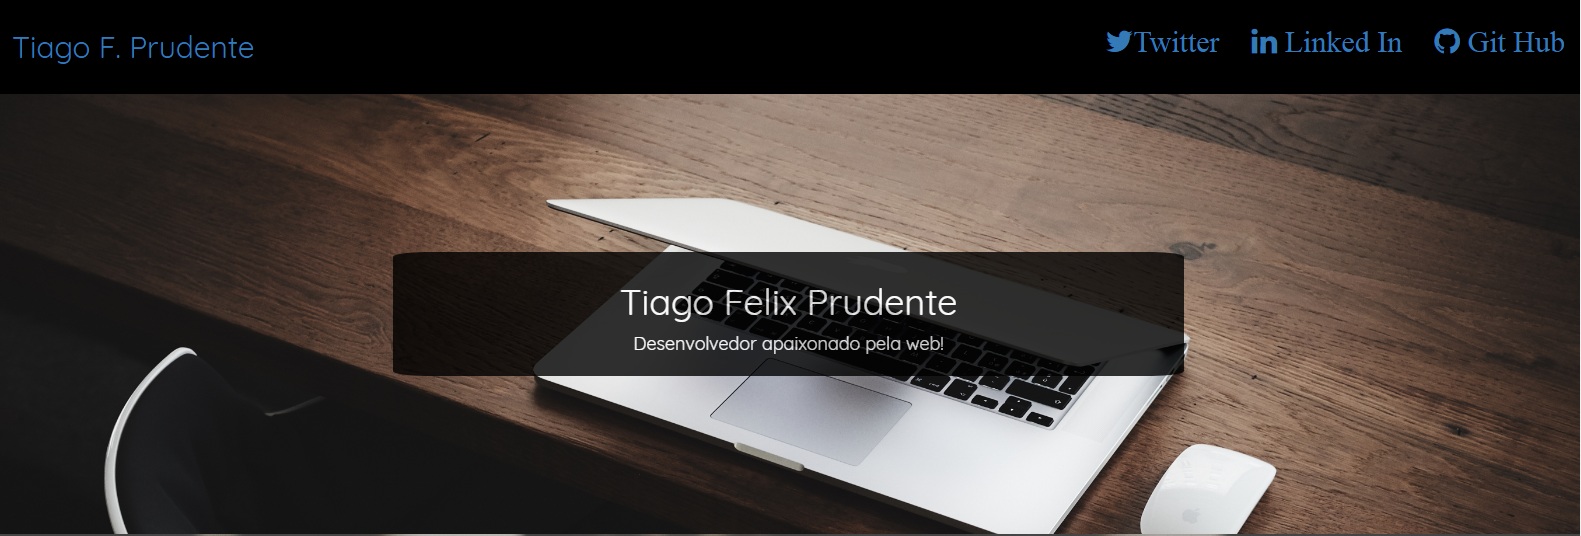 Tiago F. Prudente
Twitter Linked In Git Hub
Tiago Felix Prudente
Desenvolvedor apaixonado pela web!